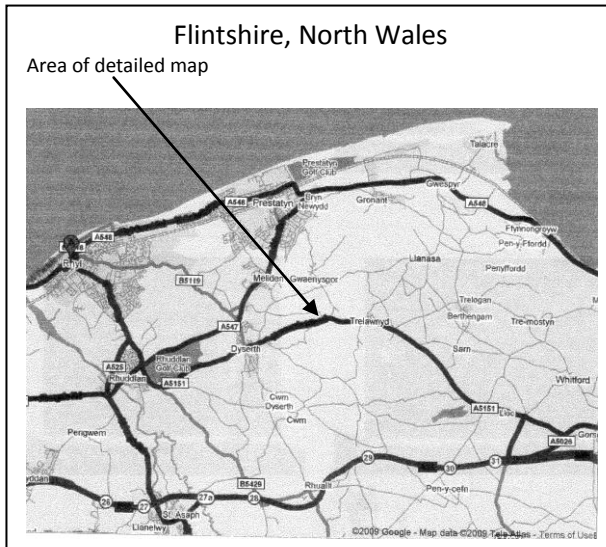 Flintshire, North Wales
Area of detailed map
Talacre
Prestatyn
Golf Club
A548
Gwespyr
Prestatyn
Bryn
Newydd
Gronant
A548
A548
Ffynnongroyw
Pen-y-Ffordd
Rhyl
Llanasa
Meliden
Gwaenysgor
Penyffordd
B5119
Trelogan
Berthengam
Tre-mostyn
A547
Trelawnyd
Dyserth
Sarn
Rhuddlan
Golf Club
A525
Rhuddlan
A5151
Whitford
Cwm
Dyserth
Cwm
A5151
Lloc
Pengwern
A5026
Gors
29
30
31
B5429
Rhuallt
Pen-y-cefn
26
27
27a
28
St. Asaph
Llanelwy
©2009 Google - Map data ©2009 Tele Atlas - Terms of Use